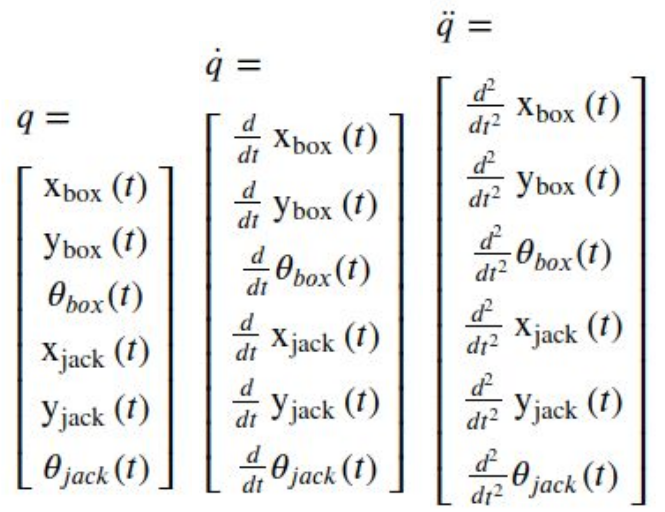 q =
x_box (t)
y_box (t)
θ_box(t)
x_jack (t)
y_jack (t)
θ_jack(t)
q̇ =
d/dt x_box (t)
d/dt y_box (t)
d/dt θ_box(t)
d/dt x_jack (t)
d/dt y_jack (t)
d/dt θ_jack(t)
q̈ =
d²/dt² x_box (t)
d²/dt² y_box (t)
d²/dt² θ_box(t)
d²/dt² x_jack (t)
d²/dt² y_jack (t)
d²/dt² θ_jack(t)